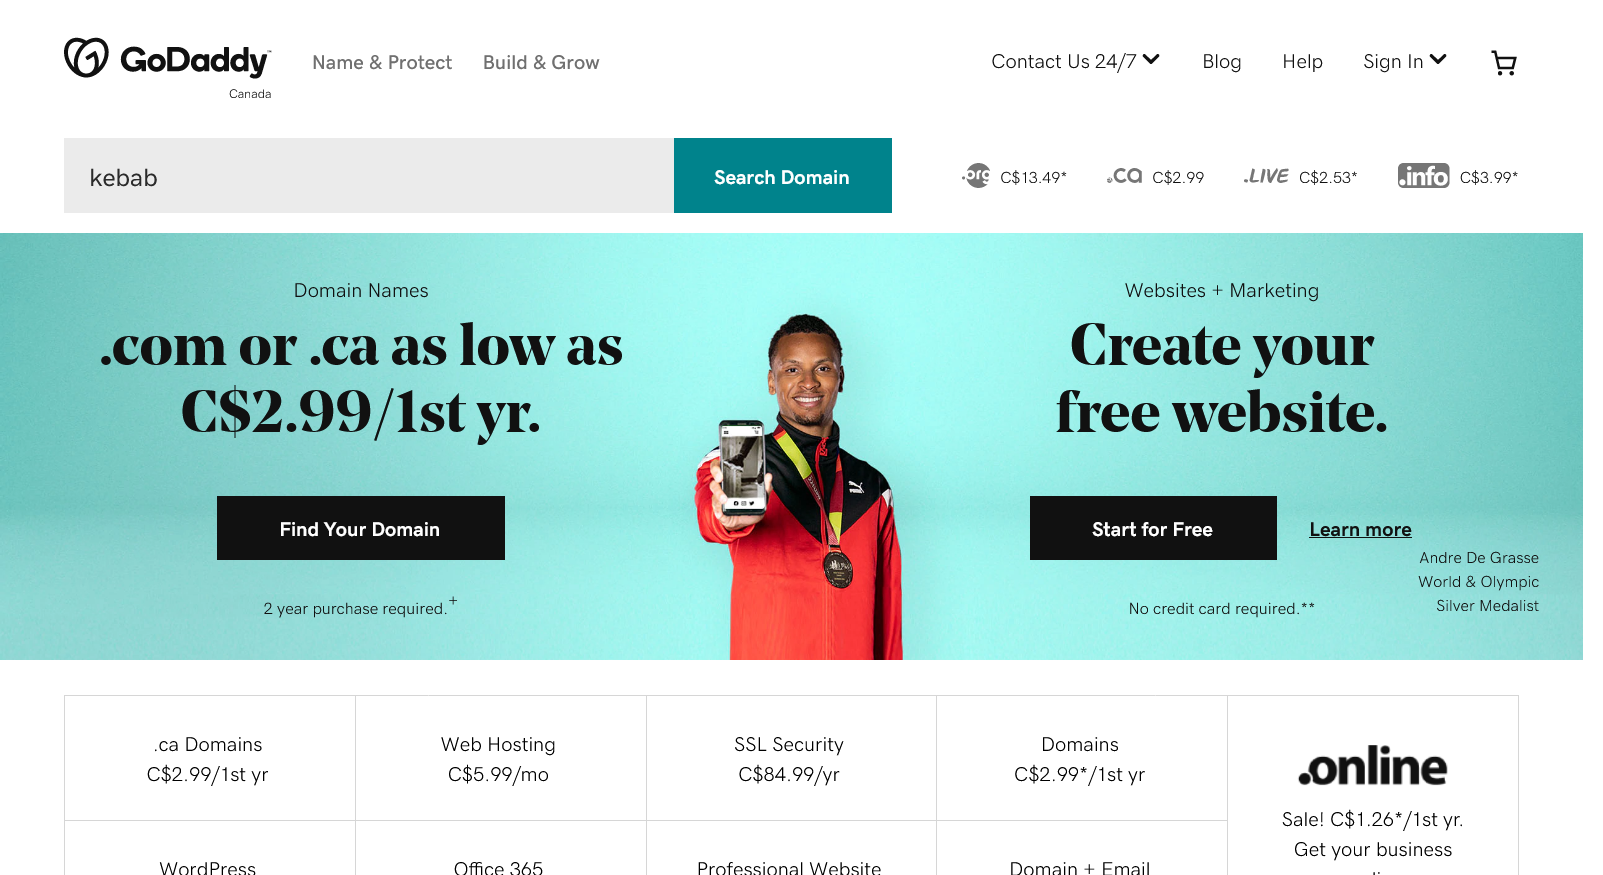 GoDaddy™
Canada
Name & Protect
Build & Grow
Contact Us 24/7
Blog
Help
Sign In
kebab
Search Domain
.org C$13.49*
.CA C$2.99
.LIVE C$2.53*
.info C$3.99*
Domain Names
.com or .ca as low as
C$2.99/1st yr.
Find Your Domain
2 year purchase required.+
Websites + Marketing
Create your
free website.
Start for Free
Learn more
No credit card required.**
Andre De Grasse
World & Olympic
Silver Medalist
.ca Domains
C$2.99/1st yr
Web Hosting
C$5.99/mo
SSL Security
C$84.99/yr
Domains
C$2.99*/1st yr
.online
Sale! C$1.26*/1st yr.
Get your business
WordPress
Office 365
Professional Website
Domain + Email